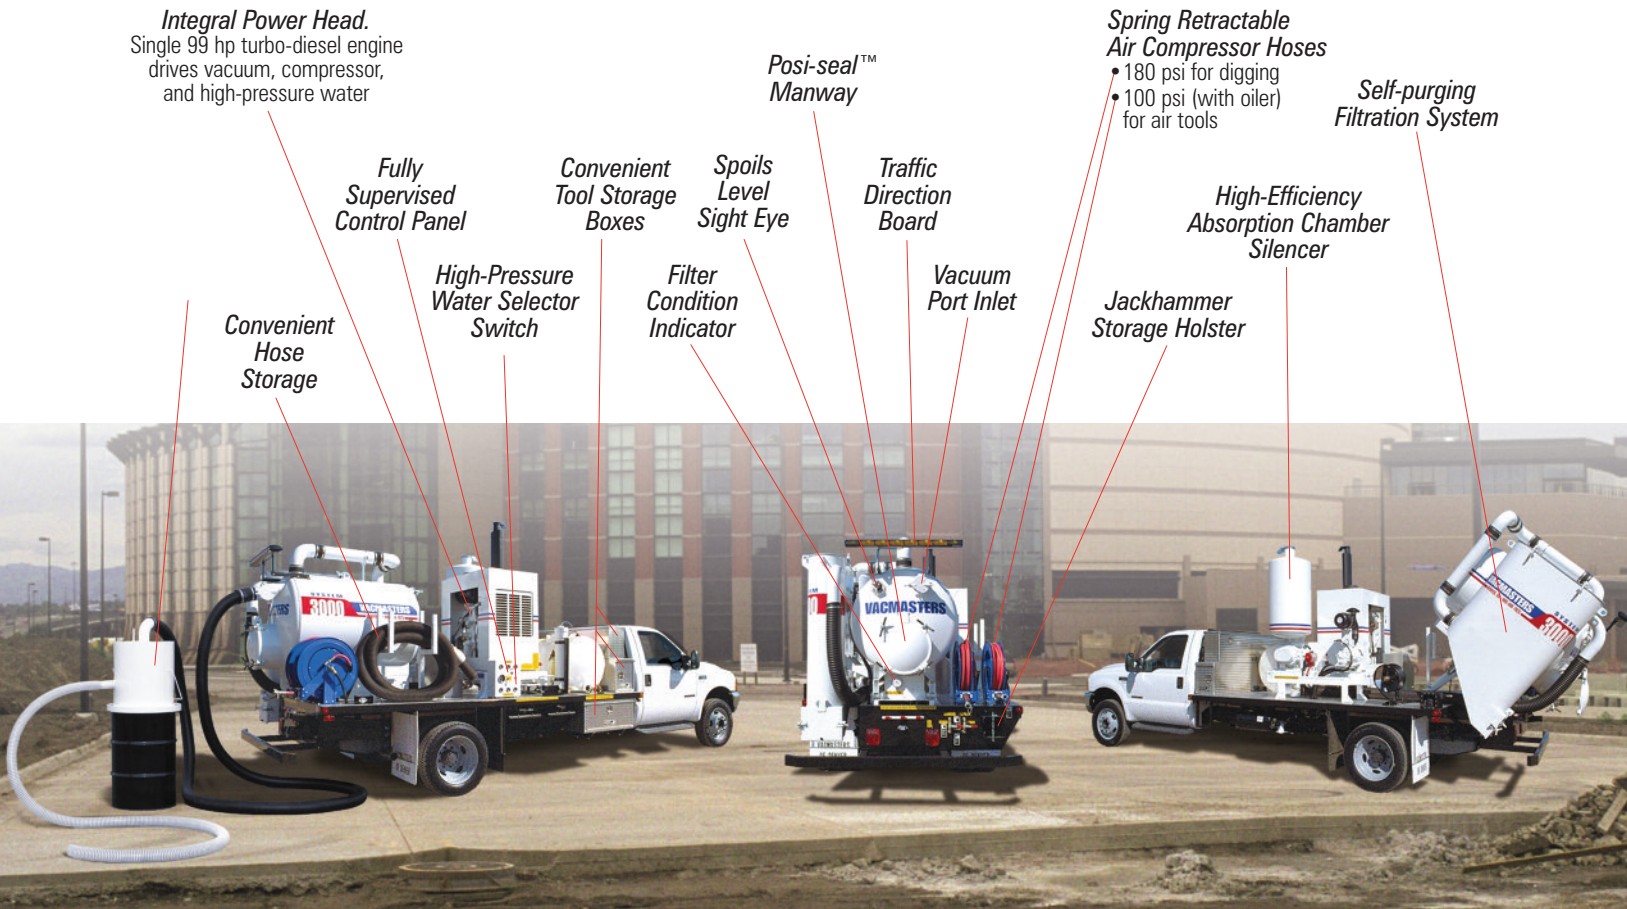 Integral Power Head.
Single 99 hp turbo-diesel engine
drives vacuum, compressor,
and high-pressure water
Spring Retractable
Air Compressor Hoses
• 180 psi for digging
• 100 psi (with oiler)
for air tools
Posi-seal™
Manway
Self-purging
Filtration System
Fully
Supervised
Control Panel
Convenient
Tool Storage
Boxes
Spoils
Level
Sight Eye
Traffic
Direction
Board
High-Efficiency
Absorption Chamber
Silencer
High-Pressure
Water Selector
Switch
Filter
Condition
Indicator
Vacuum
Port Inlet
Jackhammer
Storage Holster
Convenient
Hose
Storage
SYSTEM
3000 VACMASTERS
VACMASTERS
VACMASTERS
SYSTEM
3000